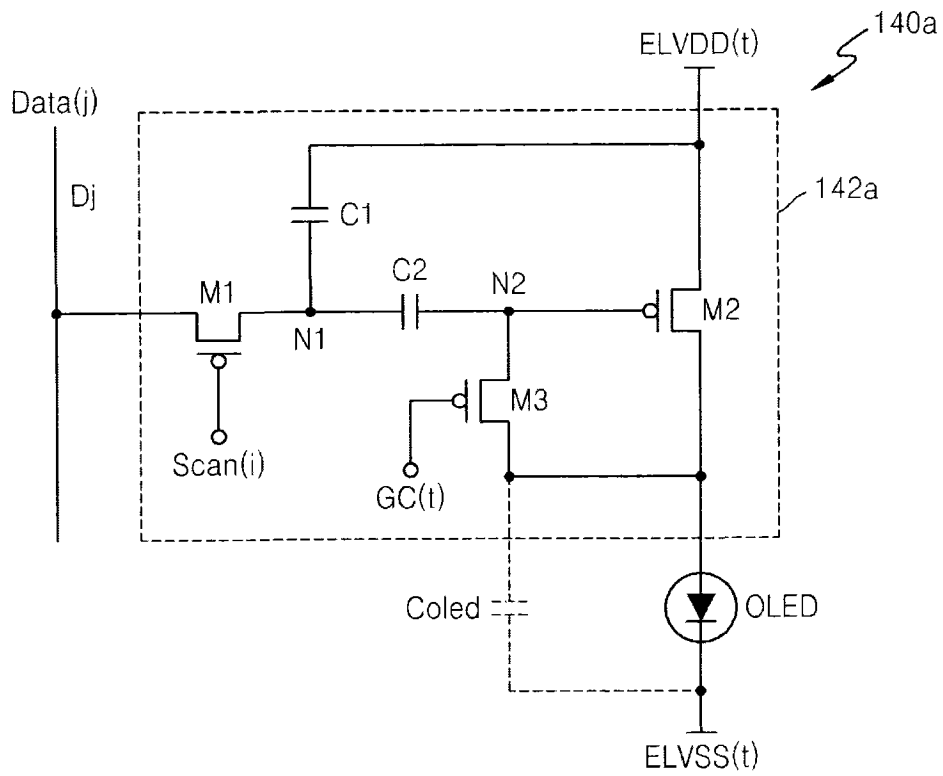 140a
ELVDD(t)
Data(j)
Dj
142a
C1
C2
N2
M1
M2
N1
M3
Scan(i)
GC(t)
Coled
OLED
ELVSS(t)